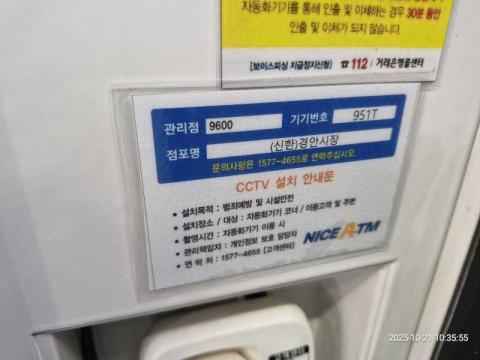 자동화기기를 통해 인출 및 이체하는 경우 30분 동안
인출 및 이체가 되지 않습니다.
[보이스피싱 지급정지신청] ☎ 112 | 거래은행콜센터
관리점 9600 기기번호 951T
점포명 (신한)경안시장
문의사항은 1577-4655로 연락주십시오.
CCTV 설치 안내문
• 설치목적 : 범죄예방 및 시설안전
• 설치장소 / 대상 : 자동화기기 코너 / 이용고객 및 주변
• 촬영시간 : 자동화기기 이용 시
• 관리책임자 : 개인정보 보호 담당자
• 연 락 처 : 1577-4655 [고객센터]
NICE ATM
2025-10-21 10:35:55